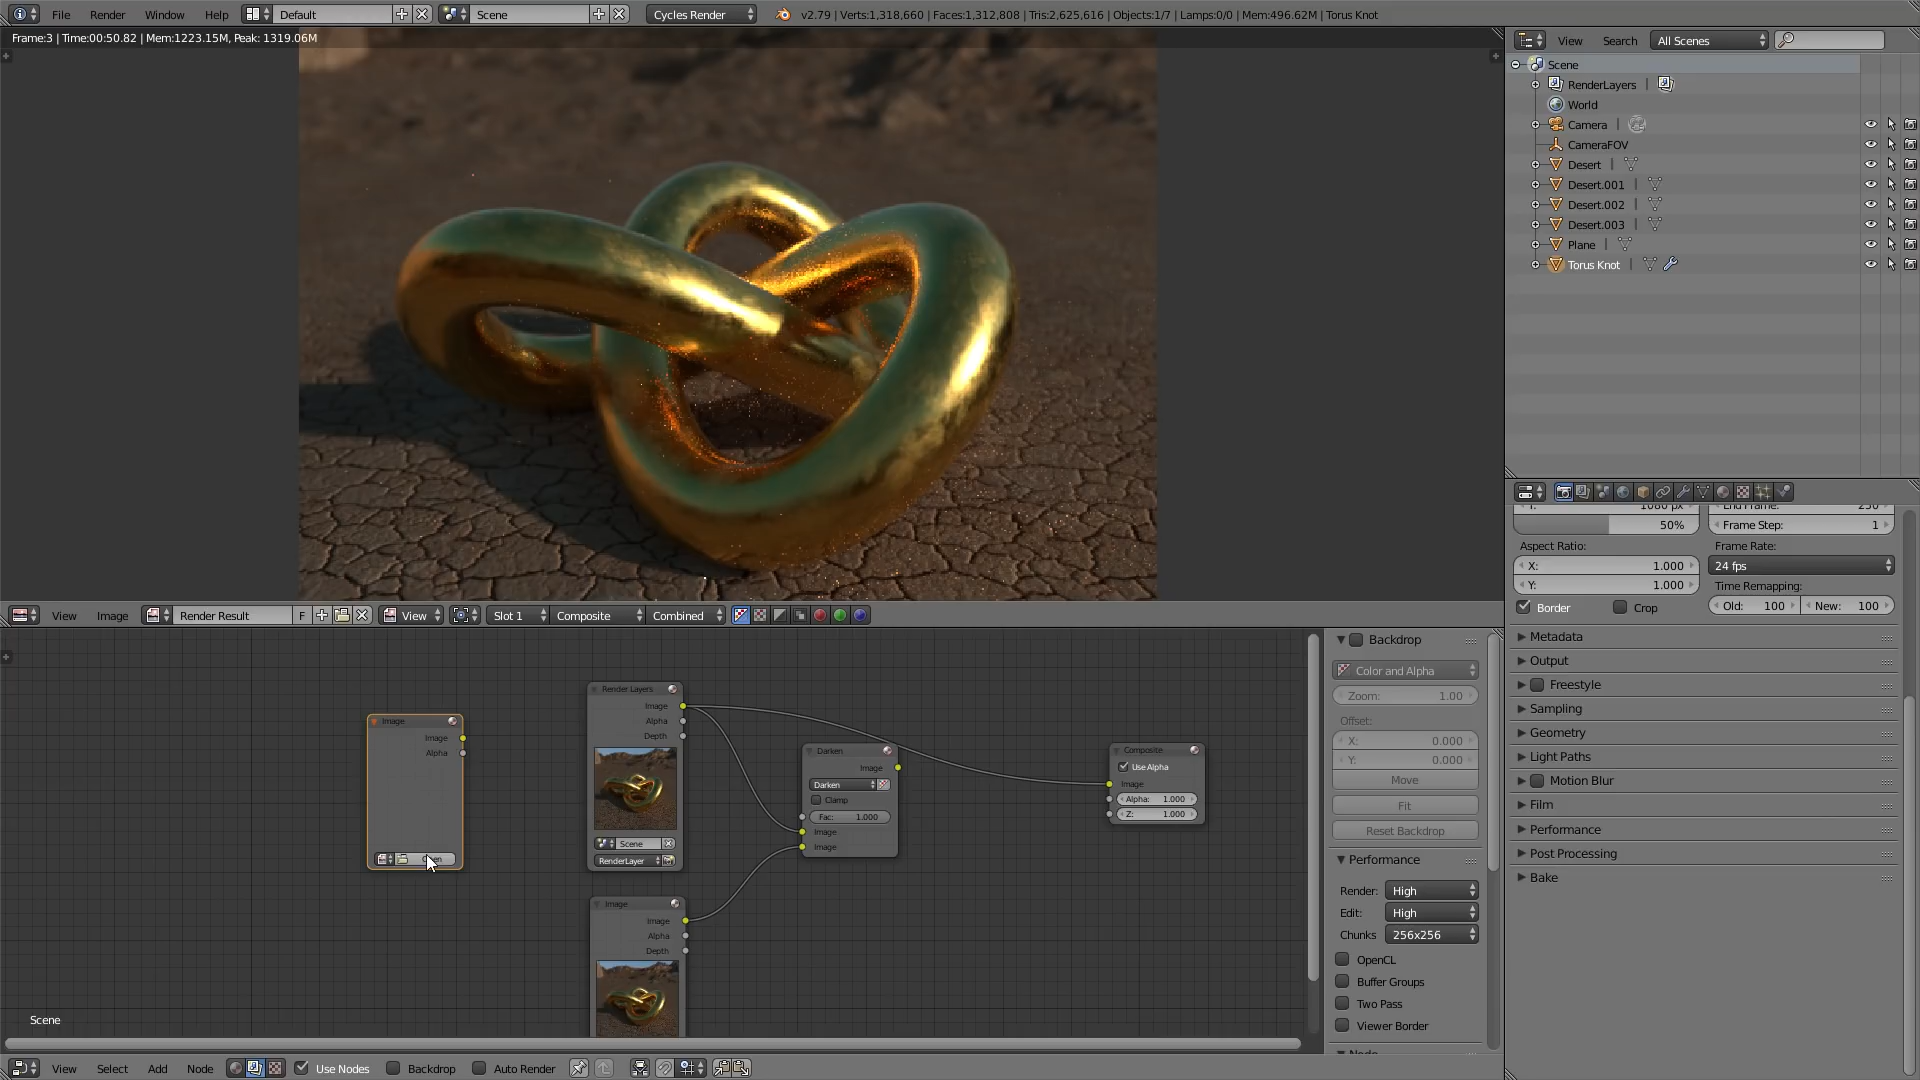 File Render Window Help Default Scene Cycles Render v2.79 | Verts:1,318,660 | Faces:1,312,808 | Tris:2,625,616 | Objects:1/7 | Lamps:0/0 | Mem:496.62M | Torus Knot
Frame:3 | Time:00:50.82 | Mem:1223.15M, Peak: 1319.06M
View Search All Scenes
Scene
RenderLayers
World
Camera
CameraFOV
Desert
Desert.001
Desert.002
Desert.003
Plane
Torus Knot
Y: 1080 px End Frame: 250
50% Frame Step: 1
Aspect Ratio: Frame Rate:
X: 1.000 24 fps
Y: 1.000 Time Remapping:
Border Crop Old: 100 New: 100
Metadata
Output
Freestyle
Sampling
Geometry
Light Paths
Motion Blur
Film
Performance
Post Processing
Bake
View Image Render Result F View Slot 1 Composite Combined
Image
Image
Alpha
Open
Render Layers
Image
Alpha
Depth
Scene
RenderLayer
Image
Image
Alpha
Depth
Darken
Image
Darken
Clamp
Fac: 1.000
Image
Image
Composite
Use Alpha
Image
Alpha: 1.000
Z: 1.000
Scene
Backdrop
Color and Alpha
Zoom: 1.00
Offset:
X: 0.000
Y: 0.000
Move
Fit
Reset Backdrop
Performance
Render: High
Edit: High
Chunks 256x256
OpenCL
Buffer Groups
Two Pass
Viewer Border
View Select Add Node Use Nodes Backdrop Auto Render